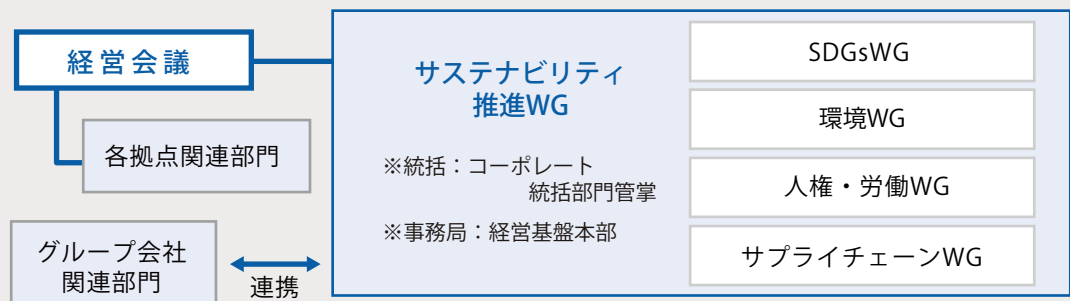 経営会議
各拠点関連部門
グループ会社
関連部門
連携
サステナビリティ
推進WG
※統括：コーポレート
統括部門管掌
※事務局：経営基盤本部
SDGsWG
環境WG
人権・労働WG
サプライチェーンWG